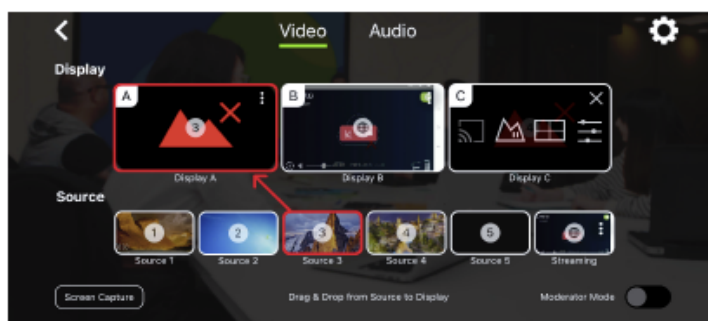 Video Audio
Display
A B C
3
Display A Display B Display C
Source
1 2 3 4 5
Source 1 Source 2 Source 3 Source 4 Source 5 Streaming
Screen Capture Drag & Drop from Source to Display Moderator Mode